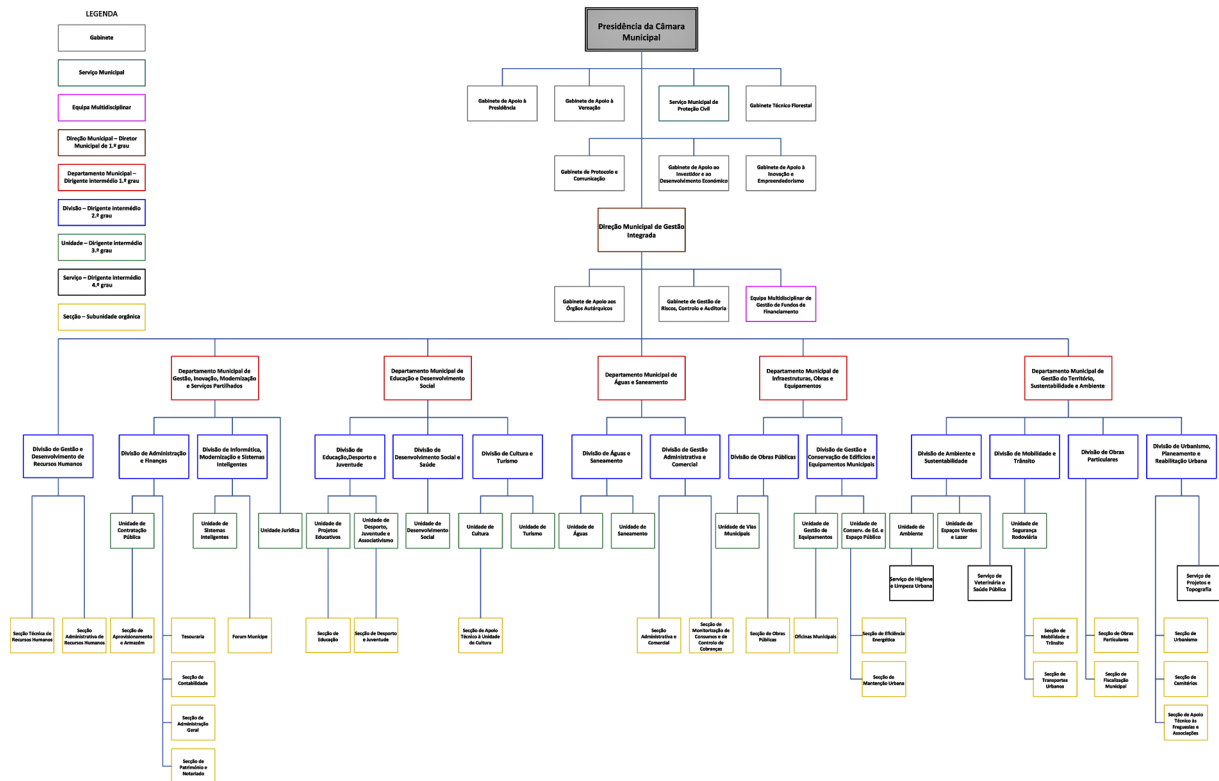 LEGENDA
Gabinete
Serviço Municipal
Equipa Multidisciplinar
Direção Municipal – Diretor
Municipal de 1.º grau
Departamento Municipal –
Dirigente intermédio 1.º grau
Divisão – Dirigente intermédio
2.º grau
Unidade – Dirigente intermédio
3.º grau
Serviço – Dirigente intermédio
4.º grau
Secção – Subunidade orgânica
Presidência da Câmara
Municipal
Gabinete de Apoio à
Presidência
Gabinete de Apoio à
Vereação
Serviço Municipal de
Proteção Civil
Gabinete Técnico Florestal
Gabinete de Protocolo e
Comunicação
Gabinete de Apoio ao
Investidor e ao
Desenvolvimento Económico
Gabinete de Apoio à
Inovação e
Empreendedorismo
Direção Municipal de Gestão
Integrada
Gabinete de Apoio aos
Órgãos Autárquicos
Gabinete de Gestão de
Riscos, Controlo e Auditoria
Equipa Multidisciplinar de
Gestão de Fundos de
Financiamento
Departamento Municipal de
Gestão, Inovação, Modernização
e Serviços Partilhados
Departamento Municipal de
Educação e Desenvolvimento
Social
Departamento Municipal de
Águas e Saneamento
Departamento Municipal de
Infraestruturas, Obras e
Equipamentos
Departamento Municipal de
Gestão do Território,
Sustentabilidade e Ambiente
Divisão de Gestão e
Desenvolvimento de
Recursos Humanos
Divisão de Administração
e Finanças
Divisão de Informática,
Modernização e Sistemas
Inteligentes
Divisão de
Educação,Desporto e
Juventude
Divisão de
Desenvolvimento Social e
Saúde
Divisão de Cultura e
Turismo
Divisão de Águas e
Saneamento
Divisão de Gestão
Administrativa e
Comercial
Divisão de Obras Públicas
Divisão de Gestão e
Conservação de Edifícios e
Equipamentos Municipais
Divisão de Ambiente e
Sustentabilidade
Divisão de Mobilidade e
Trânsito
Divisão de Obras
Particulares
Divisão de Urbanismo,
Planeamento e
Reabilitação Urbana
Unidade de
Contratação
Pública
Unidade de
Sistemas
Inteligentes
Unidade Jurídica
Unidade de
Projetos
Educativos
Unidade de
Desporto,
Juventude e
Associativismo
Unidade de
Desenvolvimento
Social
Unidade de
Cultura
Unidade de
Turismo
Unidade de
Águas
Unidade de
Saneamento
Unidade de Vias
Municipais
Unidade de
Gestão de
Equipamentos
Unidade de
Conserv. de Ed. e
Espaço Público
Unidade de
Ambiente
Unidade de
Espaços Verdes
e Lazer
Unidade de
Segurança
Rodoviária
Serviço de Higiene
e Limpeza Urbana
Serviço de
Veterinária e
Saúde Pública
Serviço de
Projetos e
Topografia
Secção Técnica de
Recursos Humanos
Secção
Administrativa de
Recursos Humanos
Secção de
Aprovisionamento
e Armazém
Tesouraria
Forum Munícipe
Secção de
Educação
Secção de Desporto
e Juventude
Secção de Apoio
Técnico à Unidade
de Cultura
Secção
Administrativa e
Comercial
Secção de
Monitorização de
Consumos e de
Controlo de
Cobrenças
Secção de Obras
Públicas
Oficinas Municipais
Secção de Eficiência
Energética
Secção de
Mobilidade e
Trânsito
Secção de Obras
Particulares
Secção de
Urbanismo
Secção de
Contabilidade
Secção de
Mantenção Urbana
Secção de
Transportes Urbanos
Secção de
Fiscalização
Municipal
Secção de
Cemitérios
Secção de
Administração
Geral
Secção de Apoio
Técnico às
Freguesias e
Associações
Secção de
Património e
Notariado